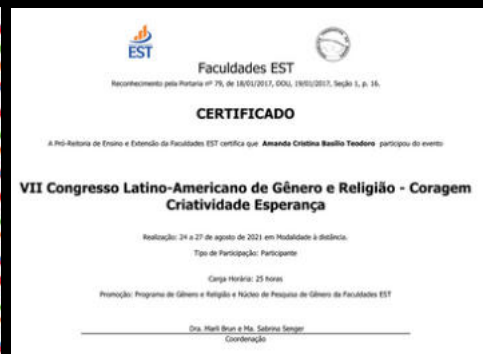 EST
Faculdades EST
Reconhecimento pela Portaria nº 79, de 18/01/2017, DOU, 19/01/2017, Seção 1, p. 16.
CERTIFICADO
A Pró-Reitoria de Ensino e Extensão da Faculdades EST certifica que Amanda Cristina Basilio Teodoro participou do evento
VII Congresso Latino-Americano de Gênero e Religião - Coragem
Criatividade Esperança
Realização: 24 a 27 de agosto de 2021 em Modalidade à distância.
Tipo de Participação: Participante
Carga Horária: 25 horas
Promoção: Programa de Gênero e Religião e Núcleo de Pesquisa de Gênero da Faculdades EST
Dra. Marli Brun e Ma. Sabrina Senger
Coordenação